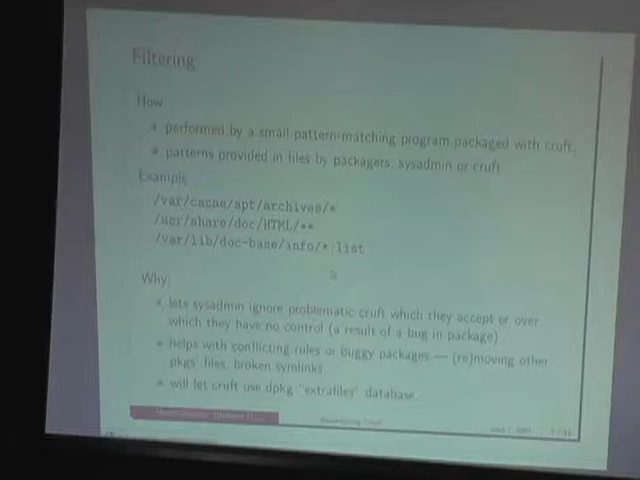 Filtering
How
performed by a small pattern-matching program packaged with cruft.
patterns provided in files by packagers, sysadmin or cruft
Example
/var/cache/apt/archives/*
/usr/share/doc/HTML/**
/var/lib/doc-base/info/*.list
Why:
lets sysadmin ignore problematic cruft which they accept or over
which they have no control (a result of a bug in package)
helps with conflicting rules or buggy packages — (re)moving other
pkgs' files, broken symlinks
will let cruft use dpkg "extrafiles" database.